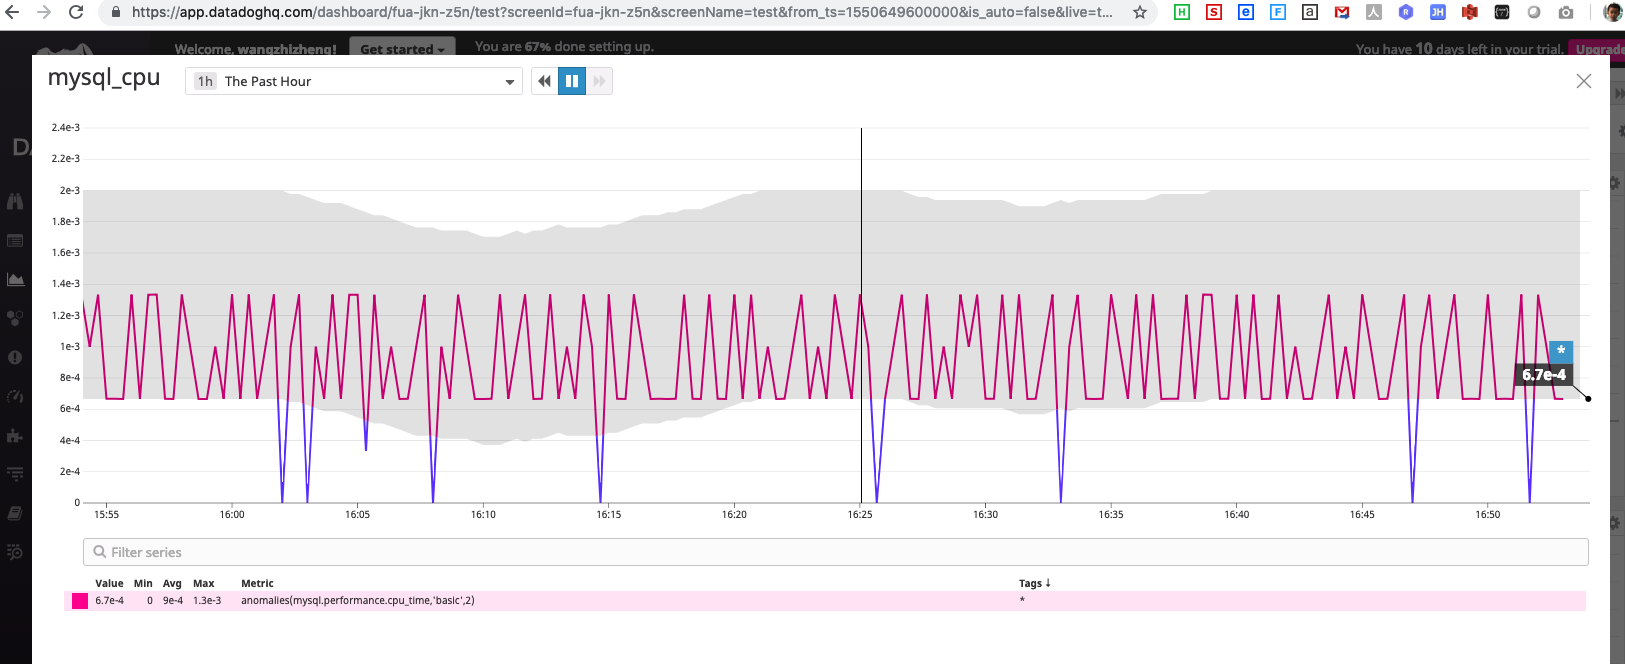 https://app.datadoghq.com/dashboard/fua-jkn-z5n/test?screenId=fua-jkn-z5n&screenName=test&from_ts=1550649600000&is_auto=false&live=t...
H S e F a 人 R JH
Welcome, wangzhizheng! Get started You are 67% done setting up. You have 10 days left in your trial. Upgrade
mysql_cpu 1h The Past Hour
2.4e-3
2.2e-3
2e-3
1.8e-3
1.6e-3
1.4e-3
1.2e-3
1e-3
8e-4
6e-4
4e-4
2e-4
0
*
6.7e-4
15:55 16:00 16:05 16:10 16:15 16:20 16:25 16:30 16:35 16:40 16:45 16:50
Filter series
Value Min Avg Max Metric Tags ↓
6.7e-4 0 9e-4 1.3e-3 anomalies(mysql.performance.cpu_time,'basic',2) *